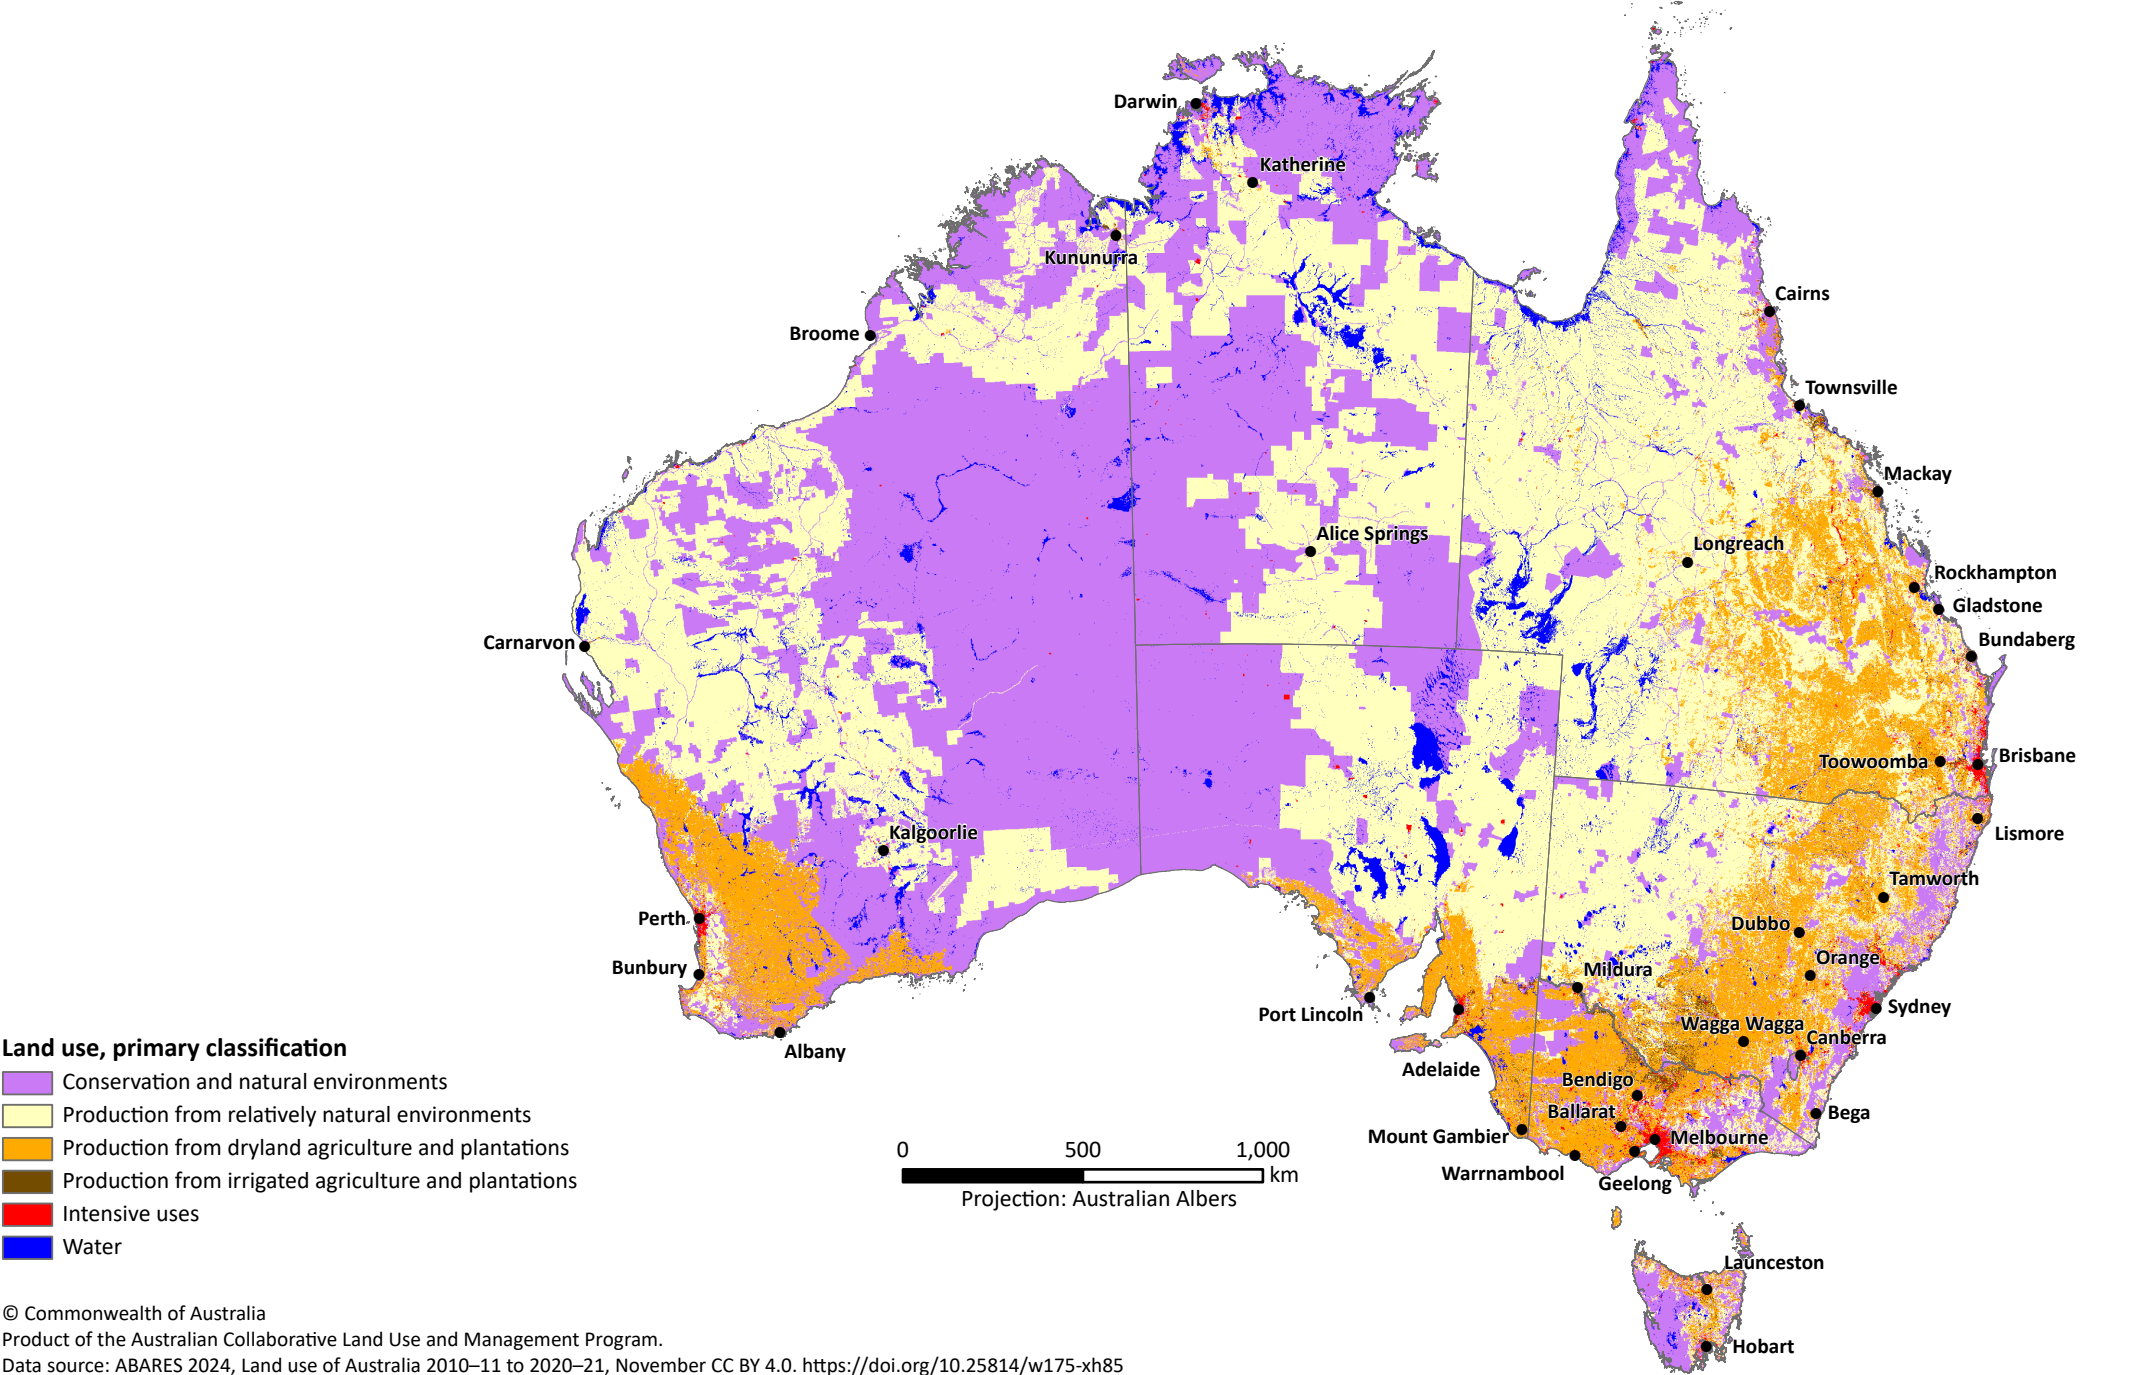 Darwin
Katherine
Kununurra
Cairns
Broome
Townsville
Mackay
Alice Springs
Longreach
Rockhampton
Gladstone
Carnarvon
Bundaberg
Toowoomba
Brisbane
Kalgoorlie
Lismore
Tamworth
Perth
Dubbo
Orange
Bunbury
Mildura
Port Lincoln
Sydney
Wagga Wagga
Canberra
Albany
Adelaide
Bendigo
Ballarat
Bega
Mount Gambier
Melbourne
Warrnambool
Geelong
Launceston
Hobart
Land use, primary classification
Conservation and natural environments
Production from relatively natural environments
Production from dryland agriculture and plantations
Production from irrigated agriculture and plantations
Intensive uses
Water
0 500 1,000
km
Projection: Australian Albers
© Commonwealth of Australia
Product of the Australian Collaborative Land Use and Management Program.
Data source: ABARES 2024, Land use of Australia 2010–11 to 2020–21, November CC BY 4.0. https://doi.org/10.25814/w175-xh85